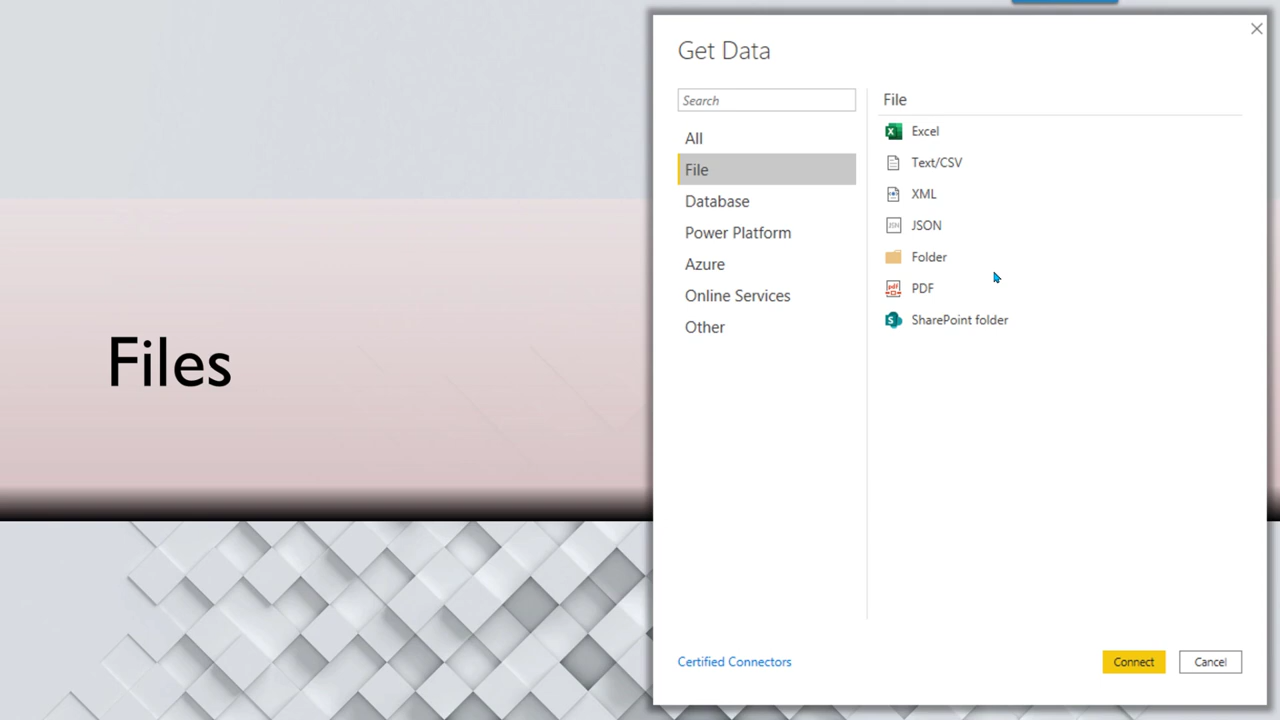 Files
Get Data
Search
All
File
Database
Power Platform
Azure
Online Services
Other
File
Excel
Text/CSV
XML
JSON
Folder
PDF
SharePoint folder
Certified Connectors
Connect
Cancel